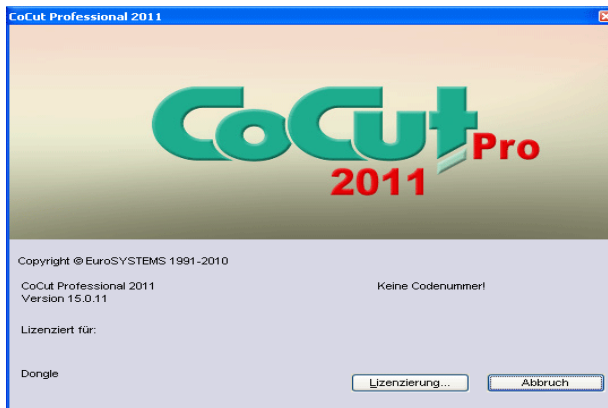 CoCut Professional 2011
CoCut Pro
2011
Copyright © EuroSYSTEMS 1991-2010
CoCut Professional 2011
Version 15.0.11
Keine Codenummer!
Lizenziert für:
Dongle
Lizenzierung...
Abbruch